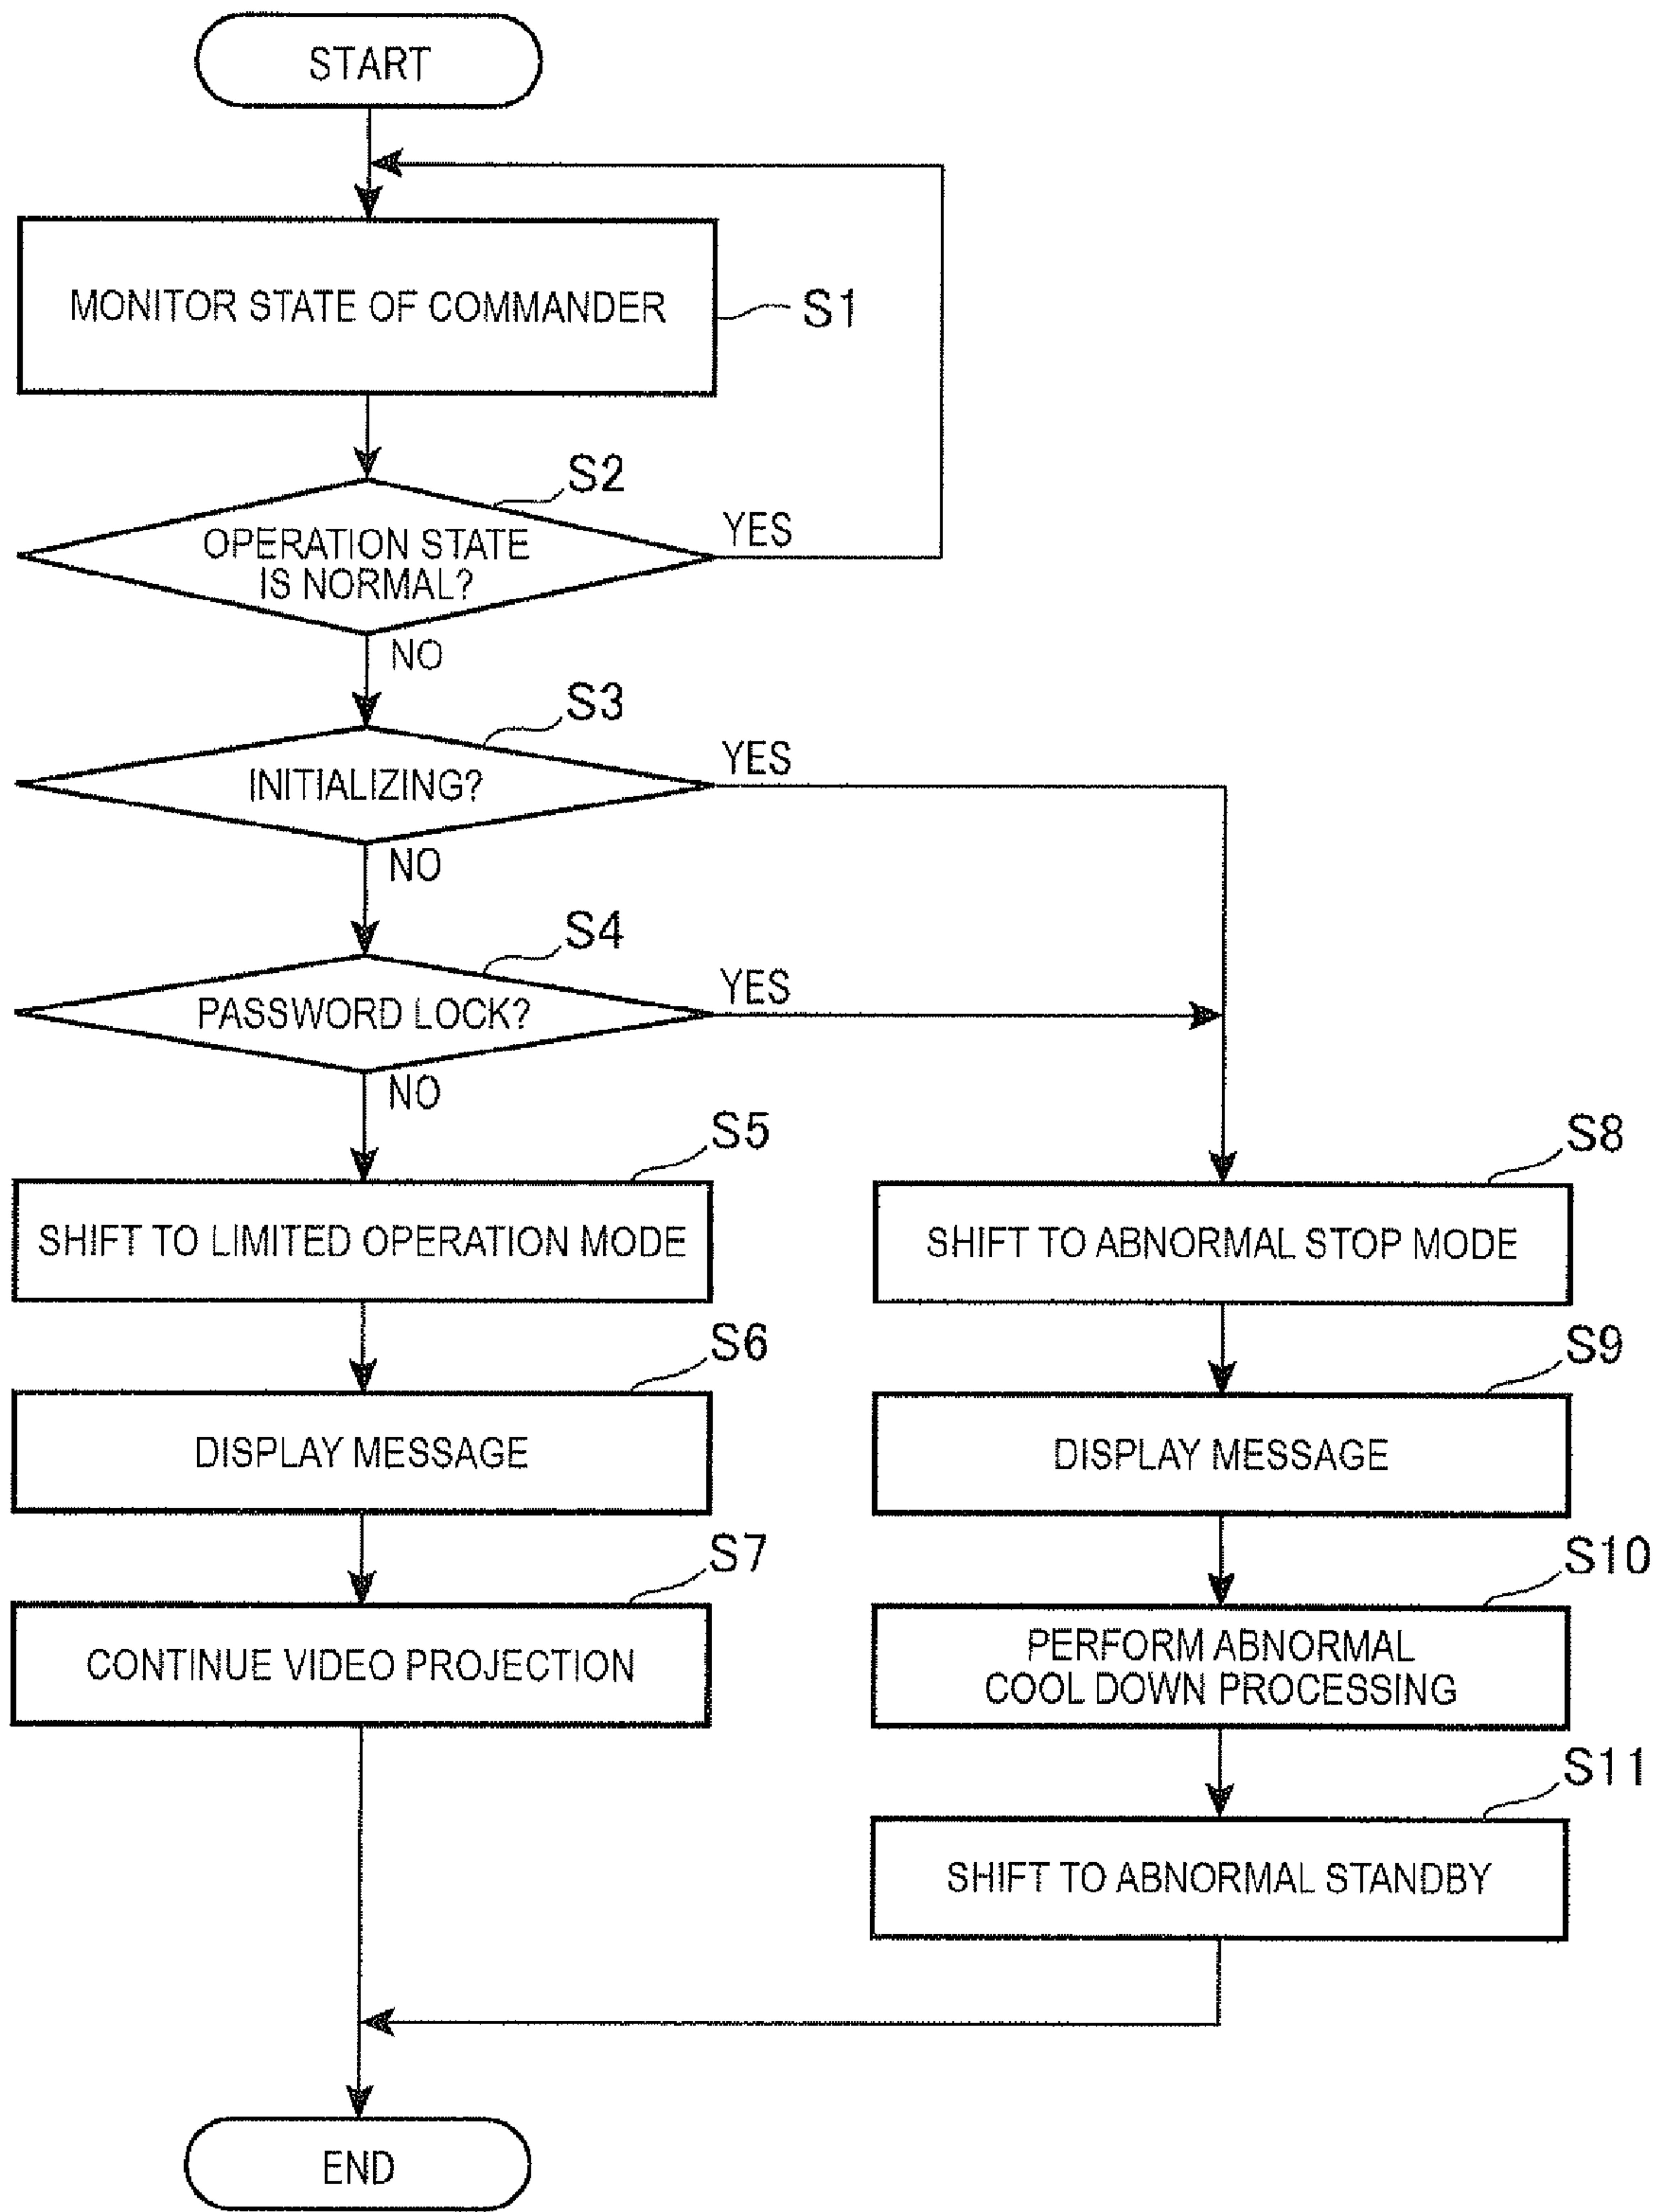 START
MONITOR STATE OF COMMANDER
S1
S2
OPERATION STATE
IS NORMAL?
YES
NO
S3
INITIALIZING?
YES
NO
S4
PASSWORD LOCK?
YES
NO
S5
SHIFT TO LIMITED OPERATION MODE
S6
DISPLAY MESSAGE
S7
CONTINUE VIDEO PROJECTION
S8
SHIFT TO ABNORMAL STOP MODE
S9
DISPLAY MESSAGE
S10
PERFORM ABNORMAL
COOL DOWN PROCESSING
S11
SHIFT TO ABNORMAL STANDBY
END